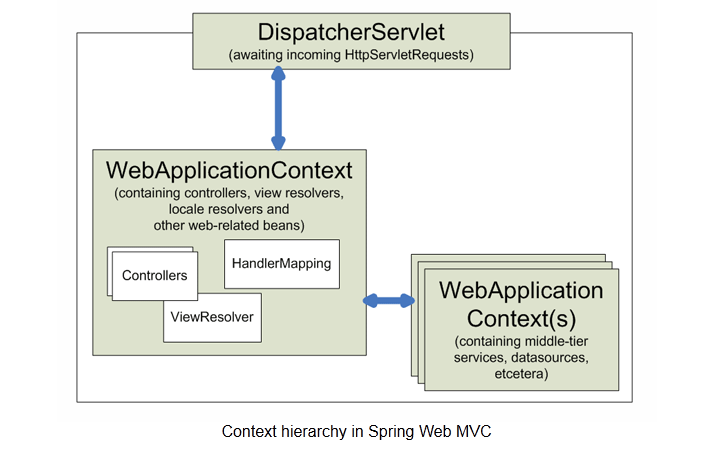 DispatcherServlet
(awaiting incoming HttpServletRequests)
WebApplicationContext
(containing controllers, view resolvers,
locale resolvers and
other web-related beans)
Controllers
HandlerMapping
ViewResolver
WebApplication
Context(s)
(containing middle-tier
services, datasources,
etcetera)
Context hierarchy in Spring Web MVC